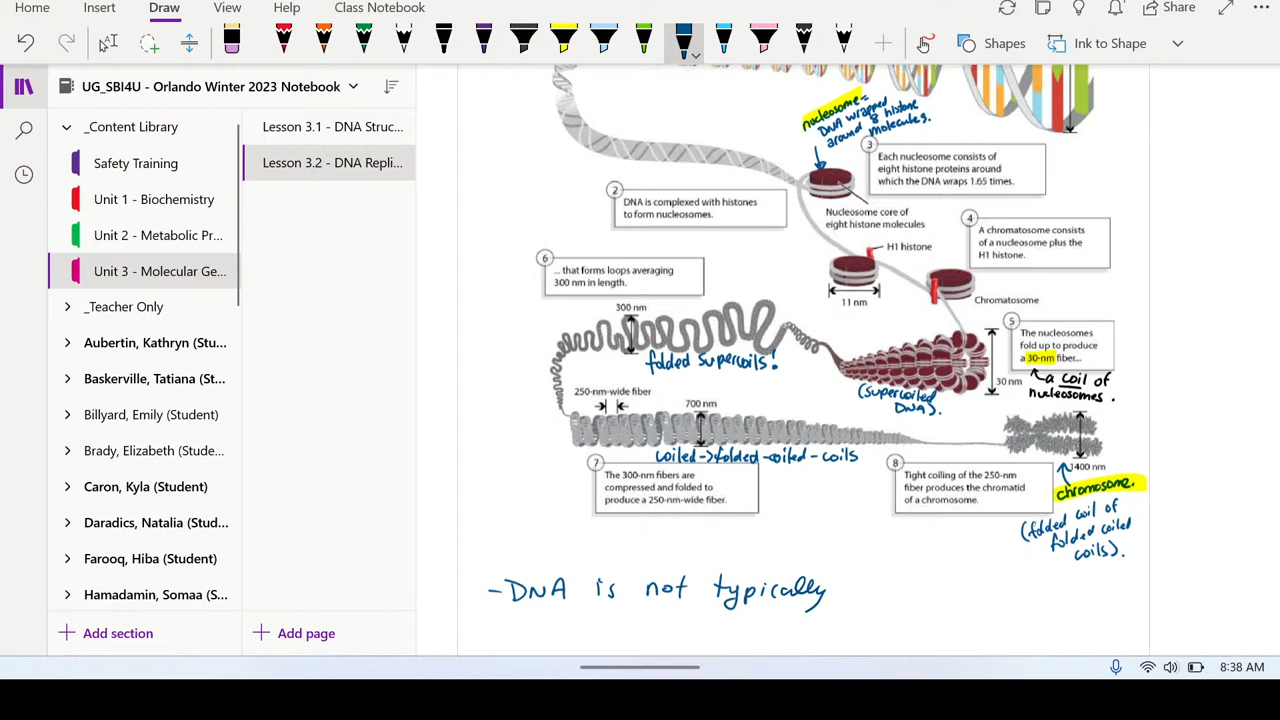 Home Insert Draw View Help Class Notebook
Share
Shapes
Ink to Shape
UG_SBI4U - Orlando Winter 2023 Notebook
_Content Library
Safety Training
Unit 1 - Biochemistry
Unit 2 - Metabolic Pr...
Unit 3 - Molecular Ge...
_Teacher Only
Aubertin, Kathryn (Stu...
Baskerville, Tatiana (St...
Billyard, Emily (Student)
Brady, Elizabeth (Stude...
Caron, Kyla (Student)
Daradics, Natalia (Stud...
Farooq, Hiba (Student)
Hamadamin, Somaa (S...
Add section
Lesson 3.1 - DNA Struc...
Lesson 3.2 - DNA Repli...
Add page
nucleosome =
DNA wrapped
around 8 histone
molecules.
2
DNA is complexed with histones
to form nucleosomes.
3
Each nucleosome consists of
eight histone proteins around
which the DNA wraps 1.65 times.
Nucleosome core of
eight histone molecules
4
A chromatosome consists
of a nucleosome plus the
H1 histone.
H1 histone
11 nm
Chromatosome
6
... that forms loops averaging
300 nm in length.
300 nm
folded supercoils!
5
The nucleosomes
fold up to produce
a 30-nm fiber...
30 nm
a coil of
nucleosomes.
(supercoiled
DNA).
250-nm-wide fiber
700 nm
coiled->folded-coiled-coils
7
The 300-nm fibers are
compressed and folded to
produce a 250-nm-wide fiber.
8
Tight coiling of the 250-nm
fiber produces the chromatid
of a chromosome.
1400 nm
chromosome.
(folded coil of
folded coiled
coils).
- DNA is not typically
8:38 AM